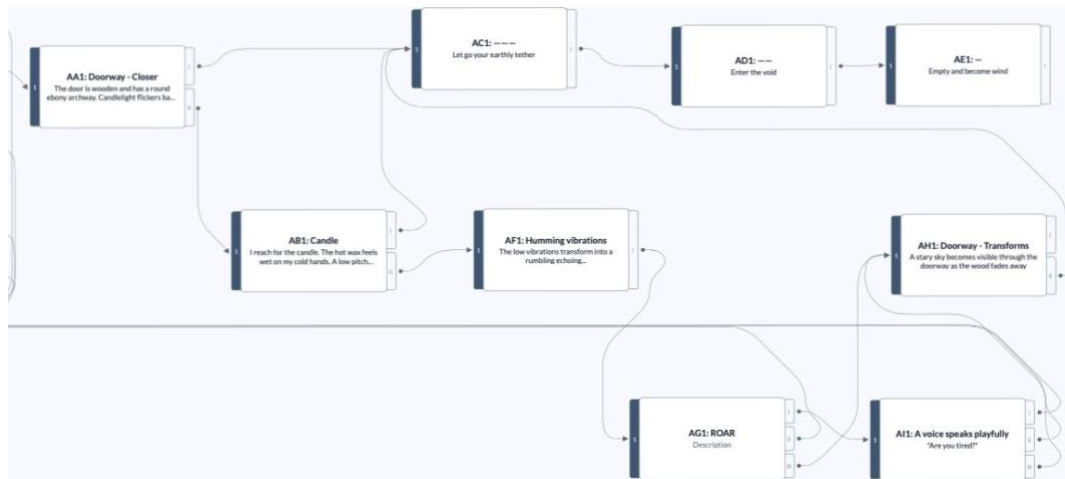 AC1: ———
Let go your earthly tether
AA1: Doorway - Closer
The door is wooden and has a round
ebony archway. Candlelight flickers ba...
AD1: ——
Enter the void
AE1: —
Empty and become wind
AB1: Candle
I reach for the candle. The hot wax feels
wet on my cold hands. A low pitch...
AF1: Humming vibrations
The low vibrations transform into a
rumbling echoing...
AH1: Doorway - Transforms
A stary sky becomes visible through the
doorway as the wood fades away
AG1: ROAR
Description
AI1: A voice speaks playfully
"Are you tired?"